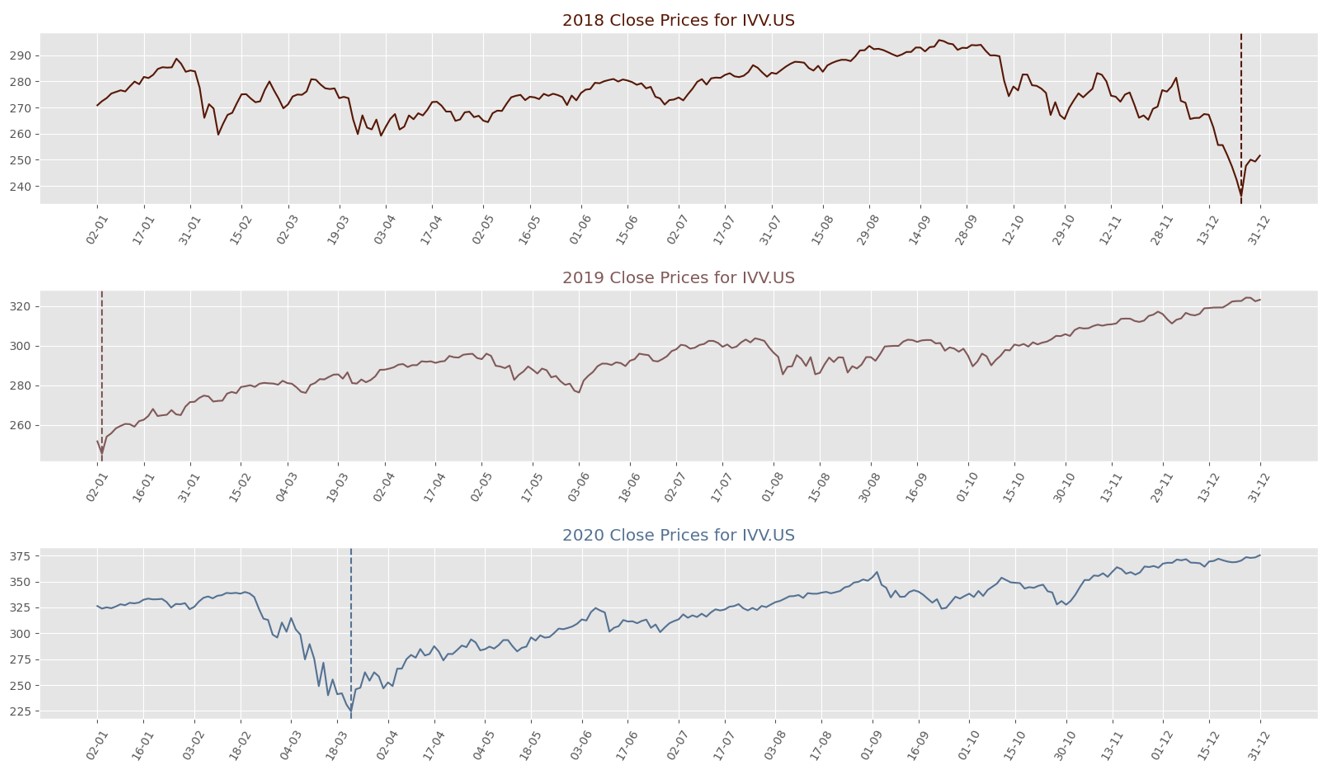 2018 Close Prices for IVV.US
290
280
270
260
250
240
02-01 17-01 31-01 15-02 02-03 19-03 03-04 17-04 02-05 16-05 01-06 15-06 02-07 17-07 31-07 15-08 29-08 14-09 28-09 12-10 29-10 12-11 28-11 13-12 31-12
2019 Close Prices for IVV.US
320
300
280
260
02-01 16-01 31-01 15-02 04-03 19-03 02-04 17-04 02-05 17-05 03-06 18-06 02-07 17-07 01-08 15-08 30-08 16-09 01-10 15-10 30-10 13-11 29-11 13-12 31-12
2020 Close Prices for IVV.US
375
350
325
300
275
250
225
02-01 16-01 03-02 18-02 04-03 18-03 02-04 17-04 04-05 18-05 03-06 17-06 02-07 17-07 03-08 17-08 01-09 16-09 01-10 15-10 30-10 13-11 01-12 15-12 31-12